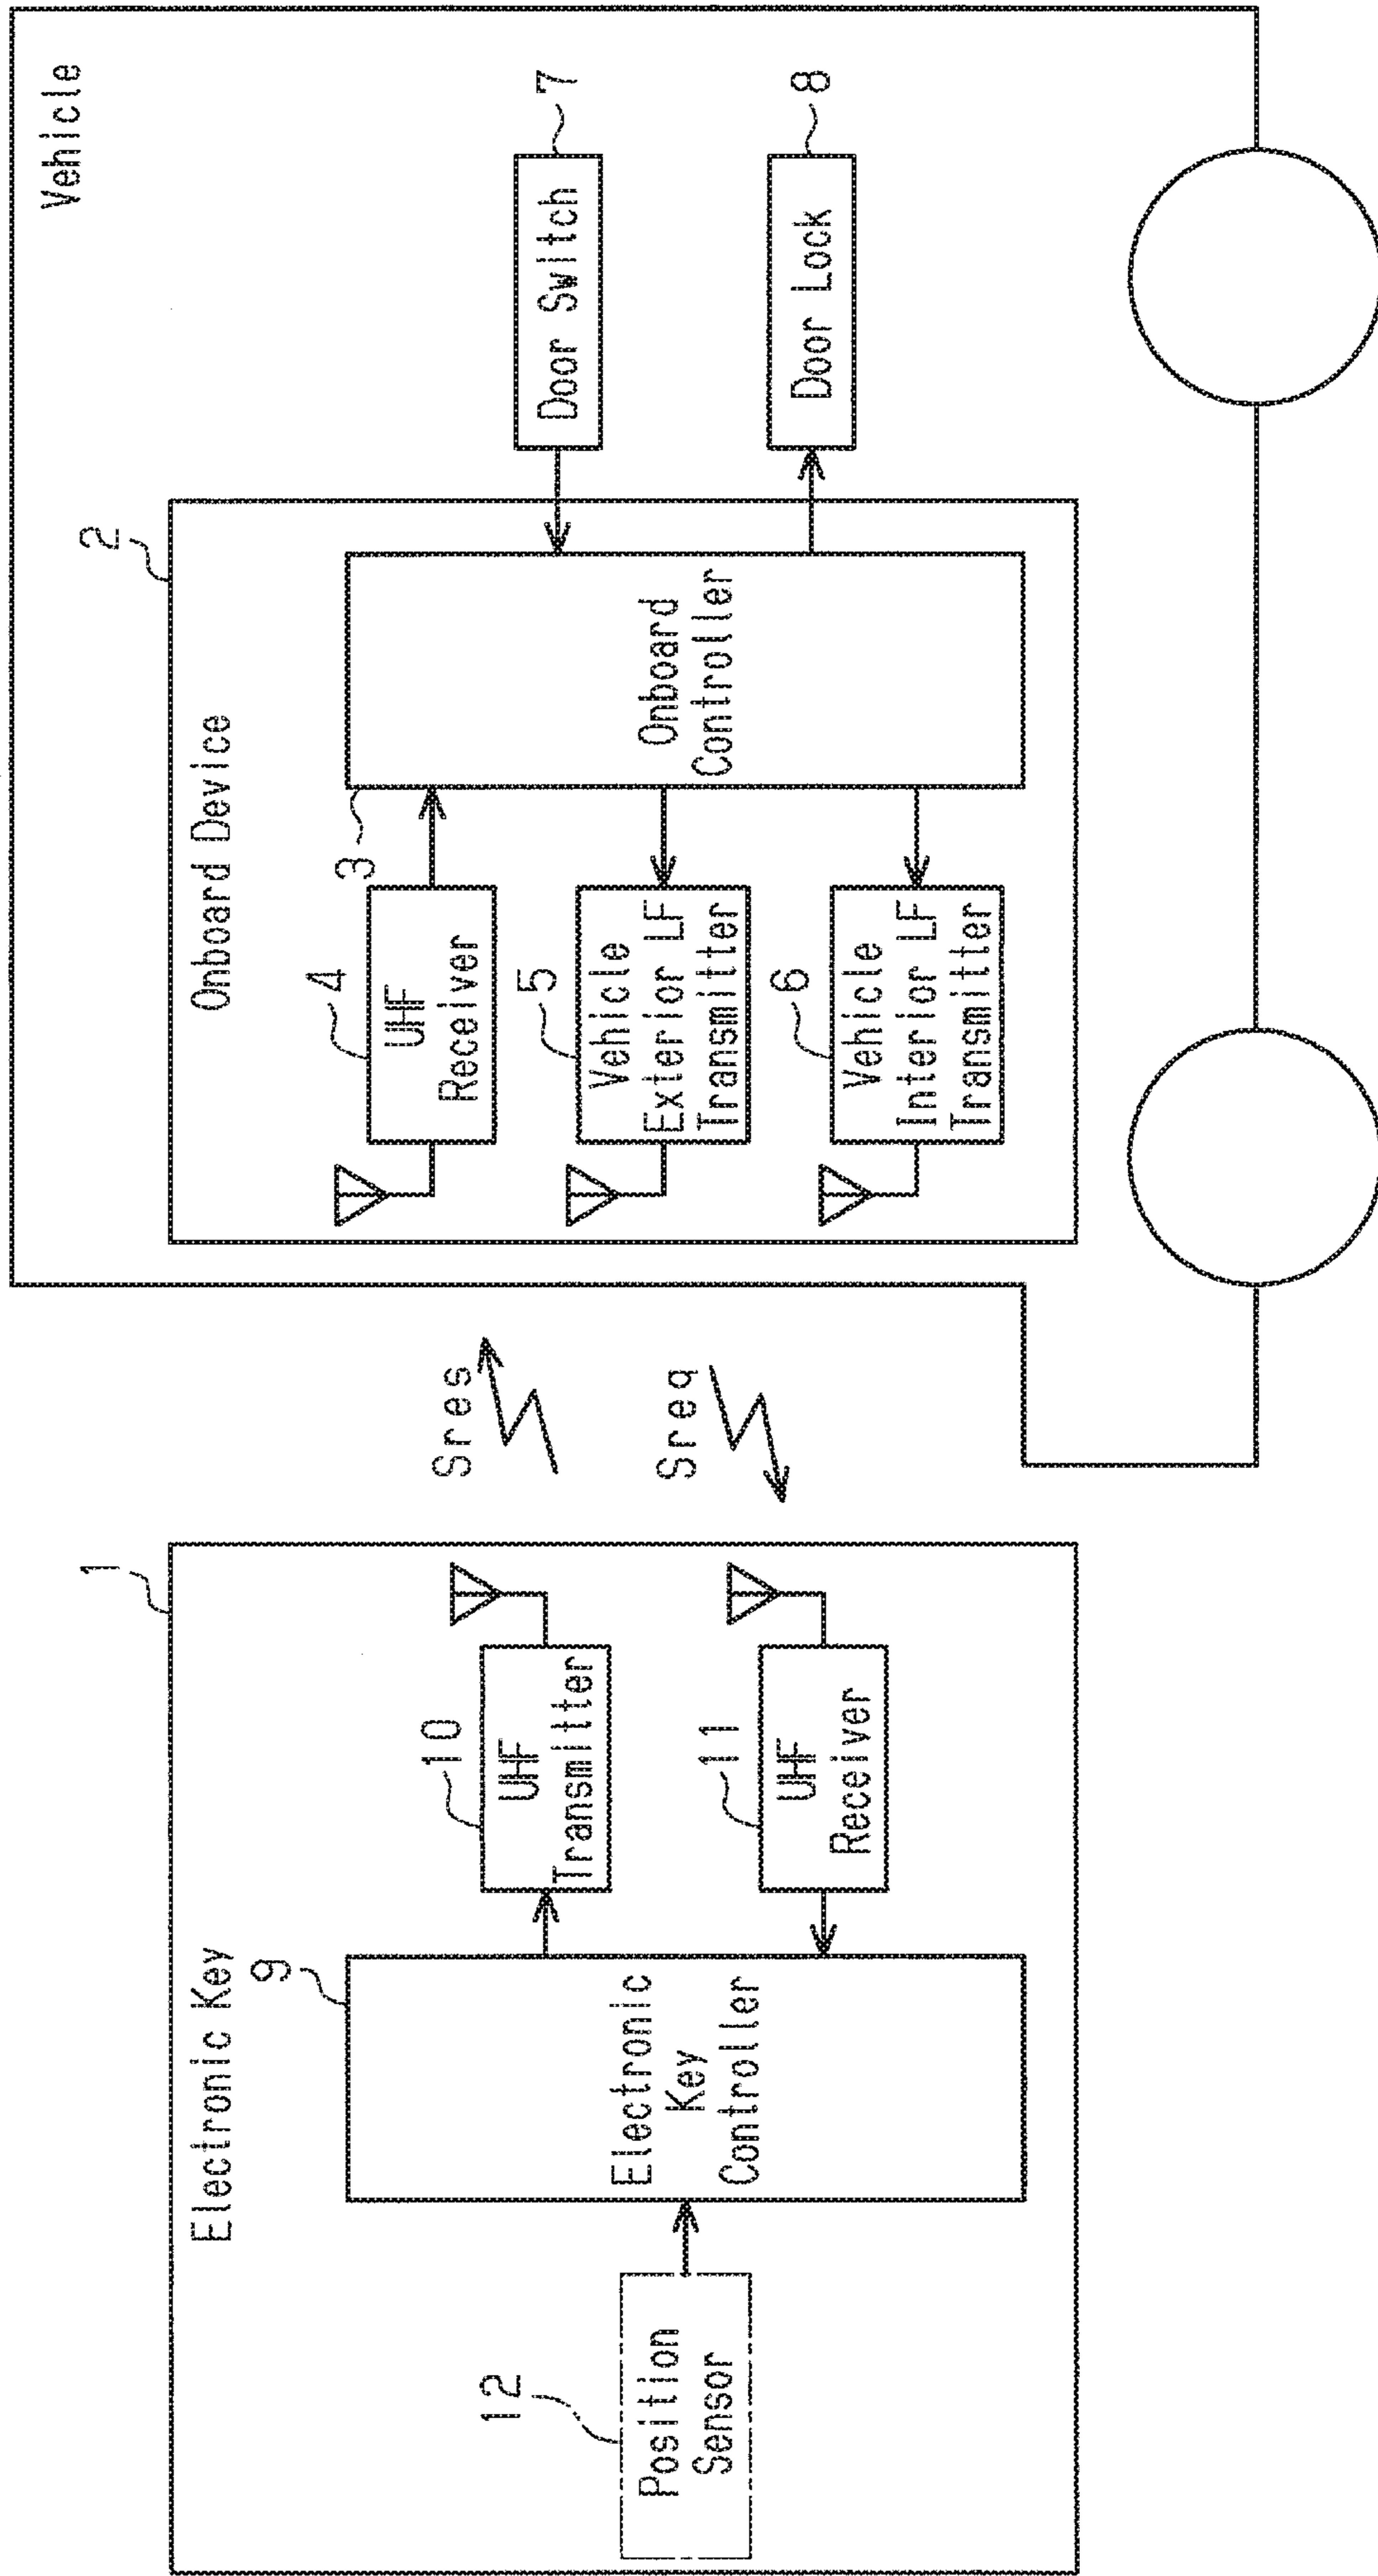 Electronic Key
1
9
Electronic
Key
Controller
10
UHF
Transmitter
11
UHF
Receiver
12
Position
Sensor
Sres
Sreq
Vehicle
Onboard Device
2
3
Onboard
Controller
4
UHF
Receiver
5
Vehicle
Exterior LF
Transmitter
6
Vehicle
Interior LF
Transmitter
Door Switch
7
Door Lock
8